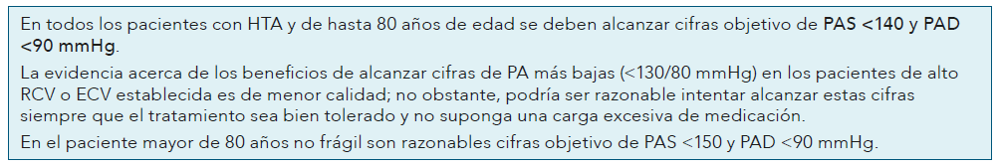 En todos los pacientes con HTA y de hasta 80 años de edad se deben alcanzar cifras objetivo de PAS <140 y PAD
<90 mmHg.
La evidencia acerca de los beneficios de alcanzar cifras de PA más bajas (<130/80 mmHg) en los pacientes de alto
RCV o ECV establecida es de menor calidad; no obstante, podría ser razonable intentar alcanzar estas cifras
siempre que el tratamiento sea bien tolerado y no suponga una carga excesiva de medicación.
En el paciente mayor de 80 años no frágil son razonables cifras objetivo de PAS <150 y PAD <90 mmHg.